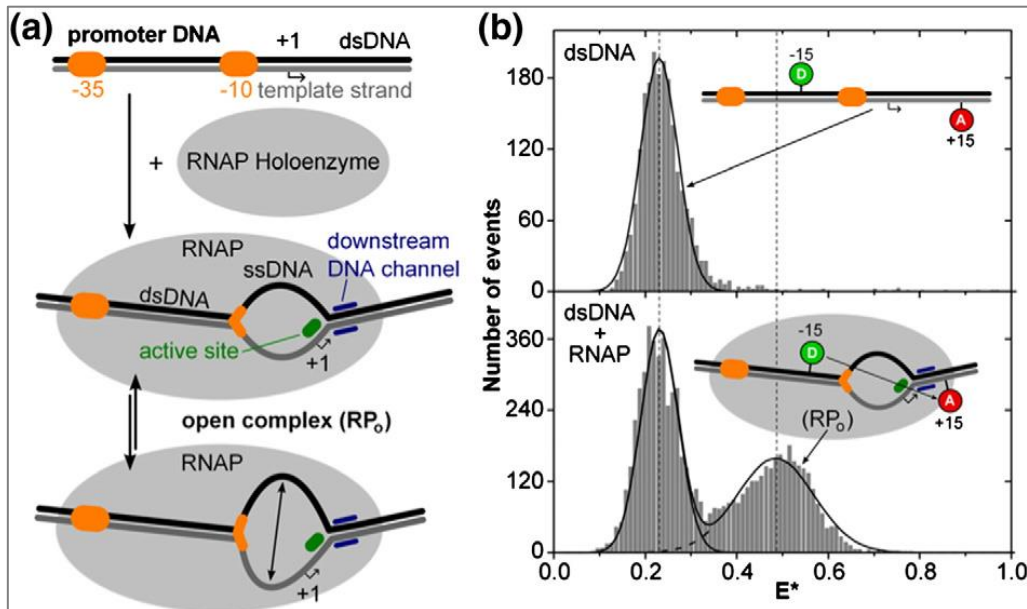 (a)
promoter DNA
+1
dsDNA
-35
-10
template strand
+
RNAP Holoenzyme
RNAP
ssDNA
downstream
DNA channel
dsDNA
active site
+1
open complex (RPₒ)
RNAP
+1
(b)
dsDNA
-15
D
A
+15
180
120
60
0
Number of events
dsDNA
+
RNAP
-15
D
A
+15
(RPₒ)
360
240
120
0
0.0 0.2 0.4 0.6 0.8 1.0
E*